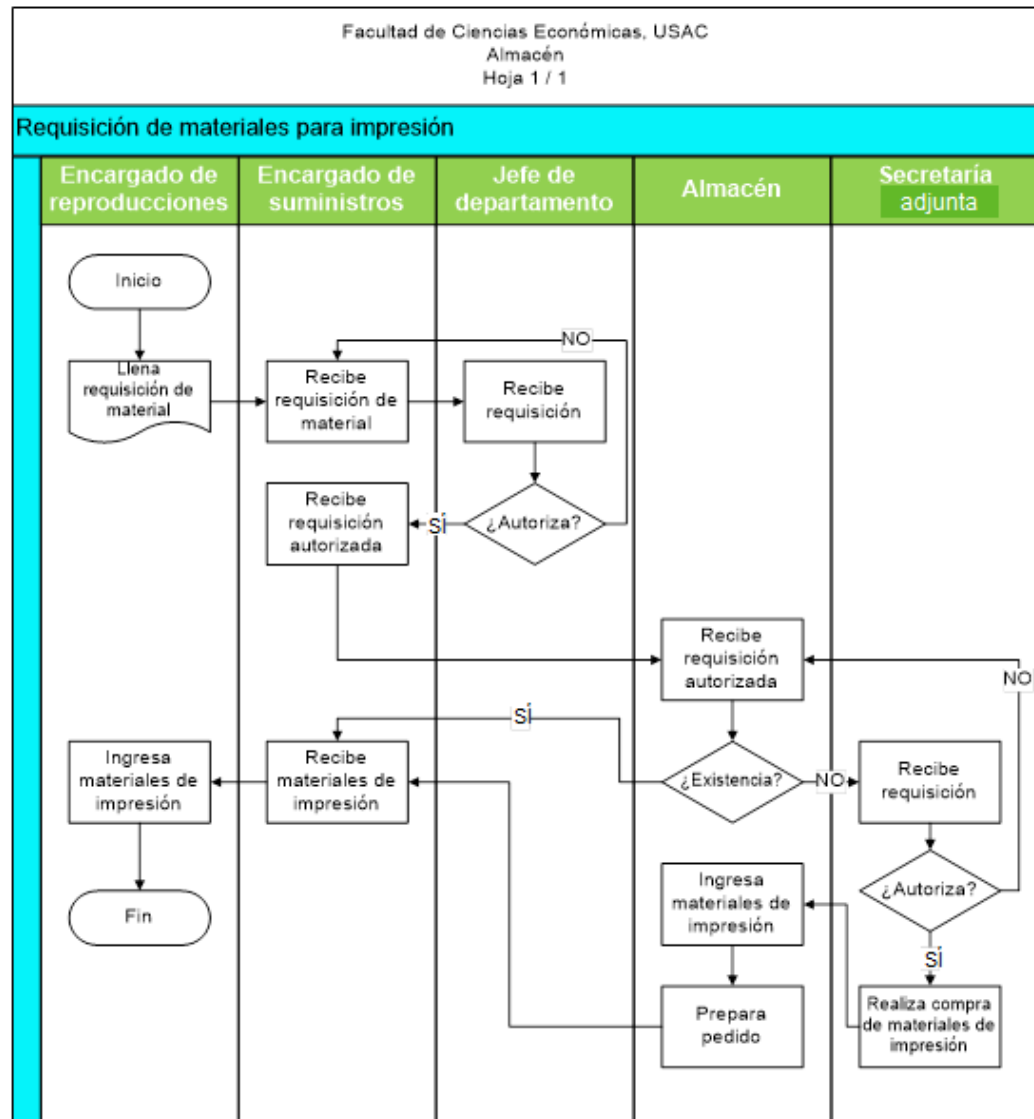 Facultad de Ciencias Económicas, USAC
Almacén
Hoja 1 / 1
Requisición de materiales para impresión
Encargado de
reproducciones
Encargado de
suministros
Jefe de
departamento
Almacén
Secretaría
adjunta
Inicio
NO
Llena
requisición de
material
Recibe
requisición de
material
Recibe
requisición
Recibe
requisición
autorizada
SÍ
¿Autoriza?
Recibe
requisición
autorizada
NO
SÍ
Ingresa
materiales de
impresión
Recibe
materiales de
impresión
¿Existencia?
NO
Recibe
requisición
Fin
Ingresa
materiales de
impresión
¿Autoriza?
SÍ
Prepara
pedido
Realiza compra
de materiales de
impresión